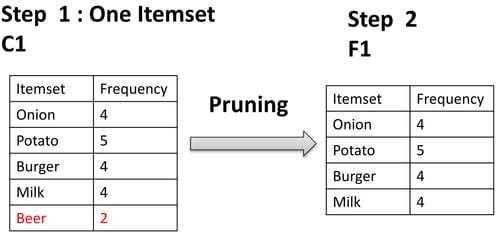 Step 1 : One Itemset
C1
Itemset Frequency
Onion 4
Potato 5
Burger 4
Milk 4
Beer 2
Pruning
Step 2
F1
Itemset Frequency
Onion 4
Potato 5
Burger 4
Milk 4